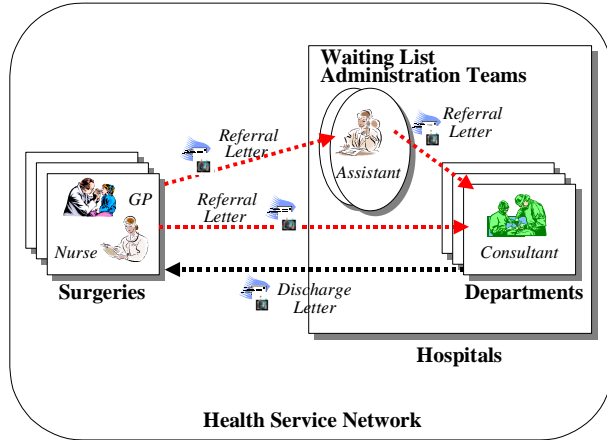 Waiting List
Administration Teams
Referral
Letter
Referral
Letter
Assistant
GP
Referral
Letter
Nurse
Consultant
Surgeries
Discharge
Letter
Departments
Hospitals
Health Service Network